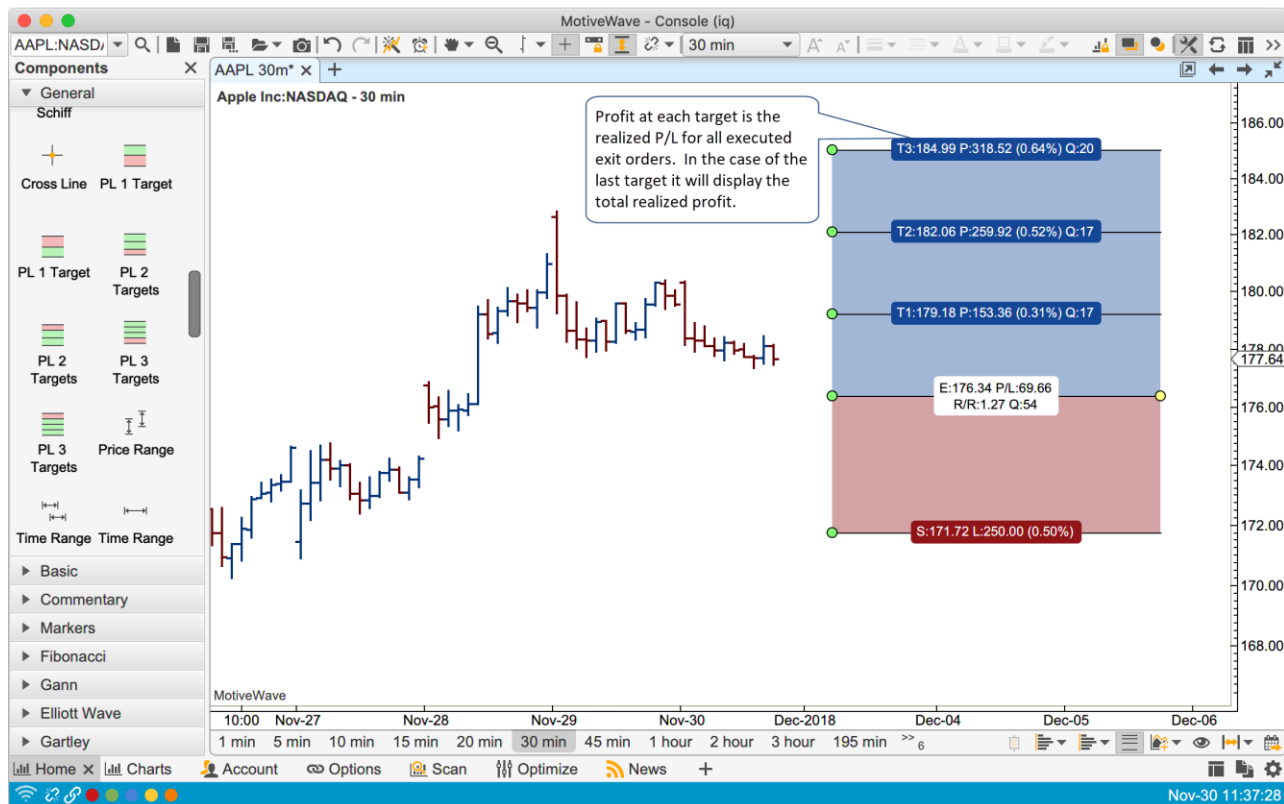 MotiveWave - Console (iq)
AAPL:NASD/
30 min
Components
AAPL 30m*
General
Schiff
Cross Line
PL 1 Target
PL 1 Target
PL 2
Targets
PL 2
Targets
PL 3
Targets
PL 3
Targets
Price Range
Time Range
Time Range
Basic
Commentary
Markers
Fibonacci
Gann
Elliott Wave
Gartley
Apple Inc:NASDAQ - 30 min
Profit at each target is the
realized P/L for all executed
exit orders. In the case of the
last target it will display the
total realized profit.
T3:184.99 P:318.52 (0.64%) Q:20
T2:182.06 P:259.92 (0.52%) Q:17
T1:179.18 P:153.36 (0.31%) Q:17
E:176.34 P/L:69.66
R/R:1.27 Q:54
S:171.72 L:250.00 (0.50%)
186.00
184.00
182.00
180.00
178.00
177.64
176.00
174.00
172.00
170.00
168.00
MotiveWave
10:00 Nov-27 Nov-28 Nov-29 Nov-30 Dec-2018 Dec-04 Dec-05 Dec-06
1 min 5 min 10 min 15 min 20 min 30 min 45 min 1 hour 2 hour 3 hour 195 min >> 6
Home Charts Account Options Scan Optimize News
Nov-30 11:37:28